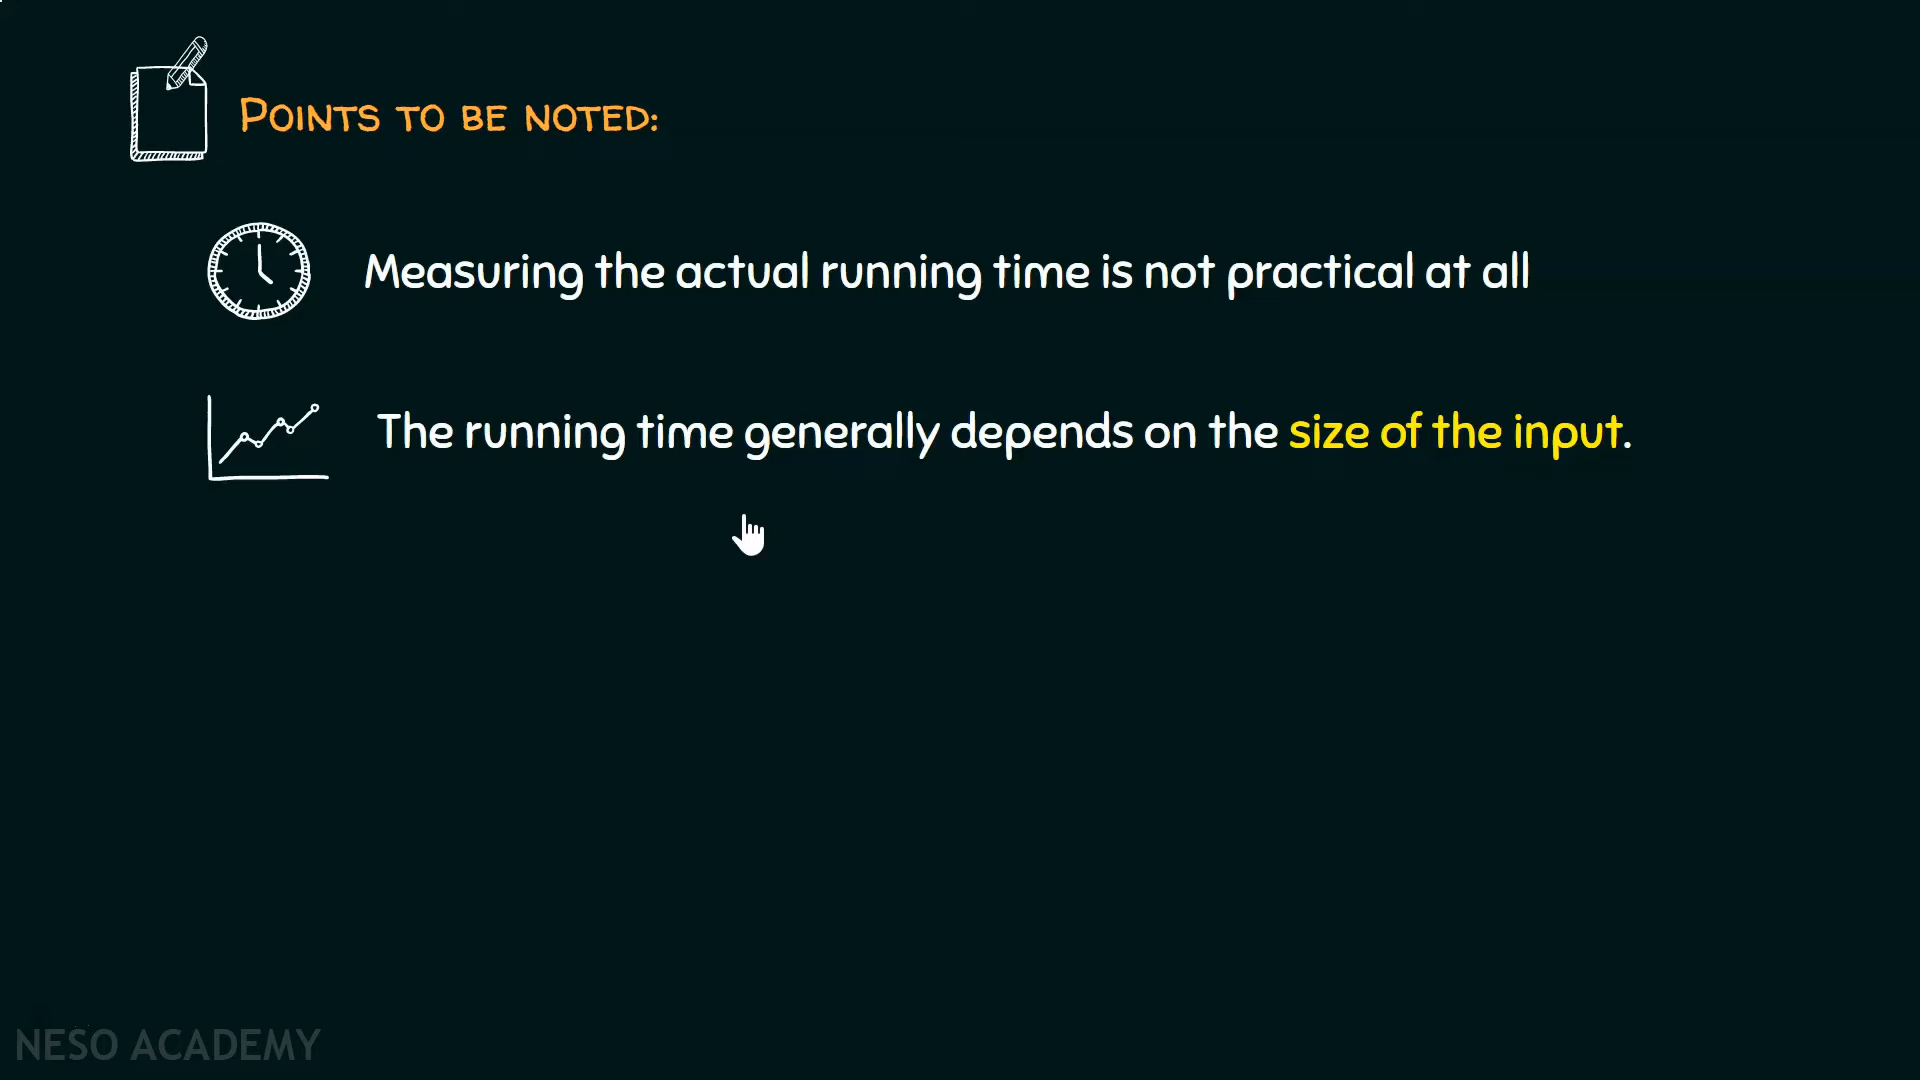 POINTS TO BE NOTED:
Measuring the actual running time is not practical at all
The running time generally depends on the size of the input.
NESO ACADEMY